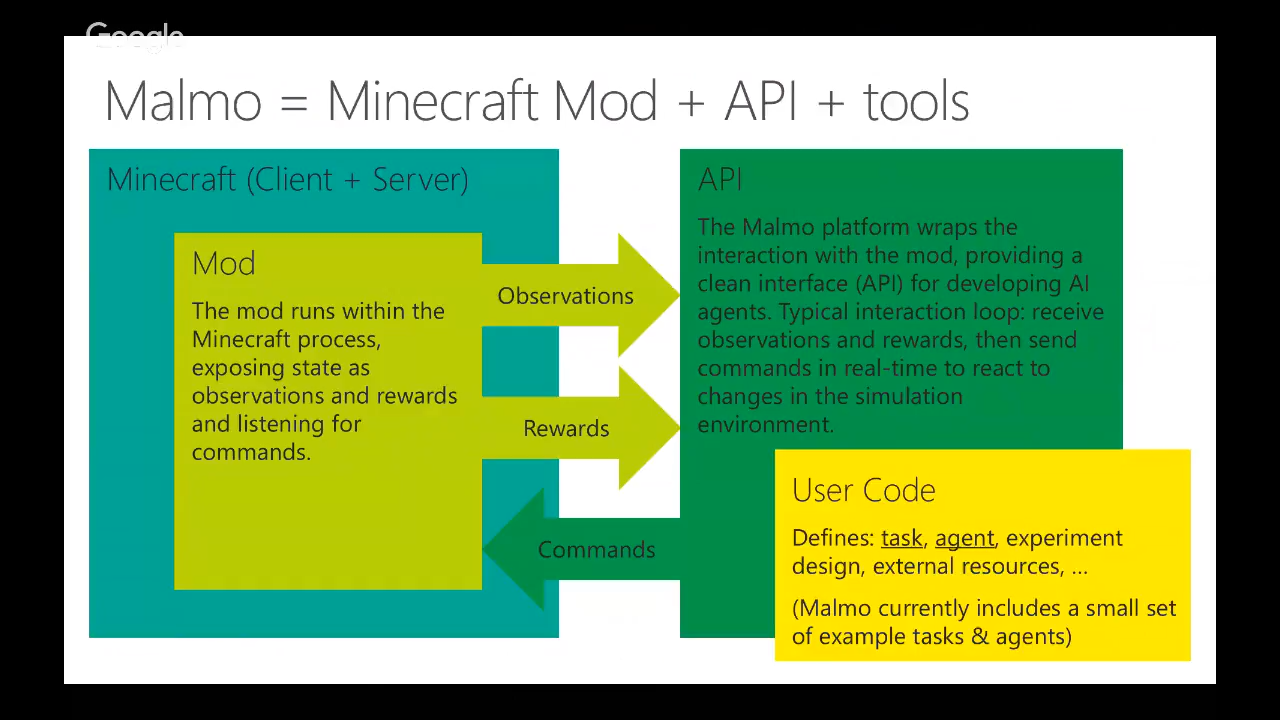 Google
Malmo = Minecraft Mod + API + tools
Minecraft (Client + Server)
Mod
The mod runs within the
Minecraft process,
exposing state as
observations and rewards
and listening for
commands.
Observations
Rewards
Commands
API
The Malmo platform wraps the
interaction with the mod, providing a
clean interface (API) for developing AI
agents. Typical interaction loop: receive
observations and rewards, then send
commands in real-time to react to
changes in the simulation
environment.
User Code
Defines: task, agent, experiment
design, external resources, ...
(Malmo currently includes a small set
of example tasks & agents)